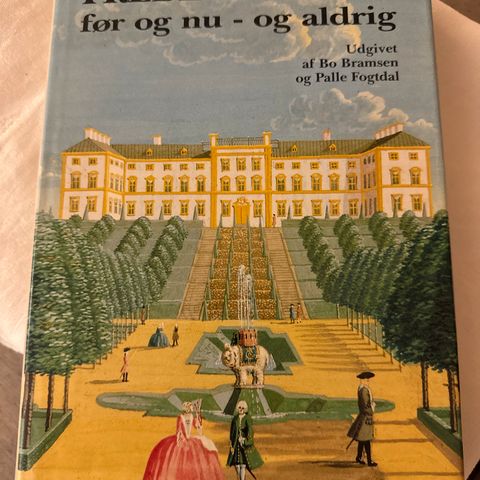 før og nu - og aldrig
Udgivet
af Bo Bramsen
og Palle Fogtdal